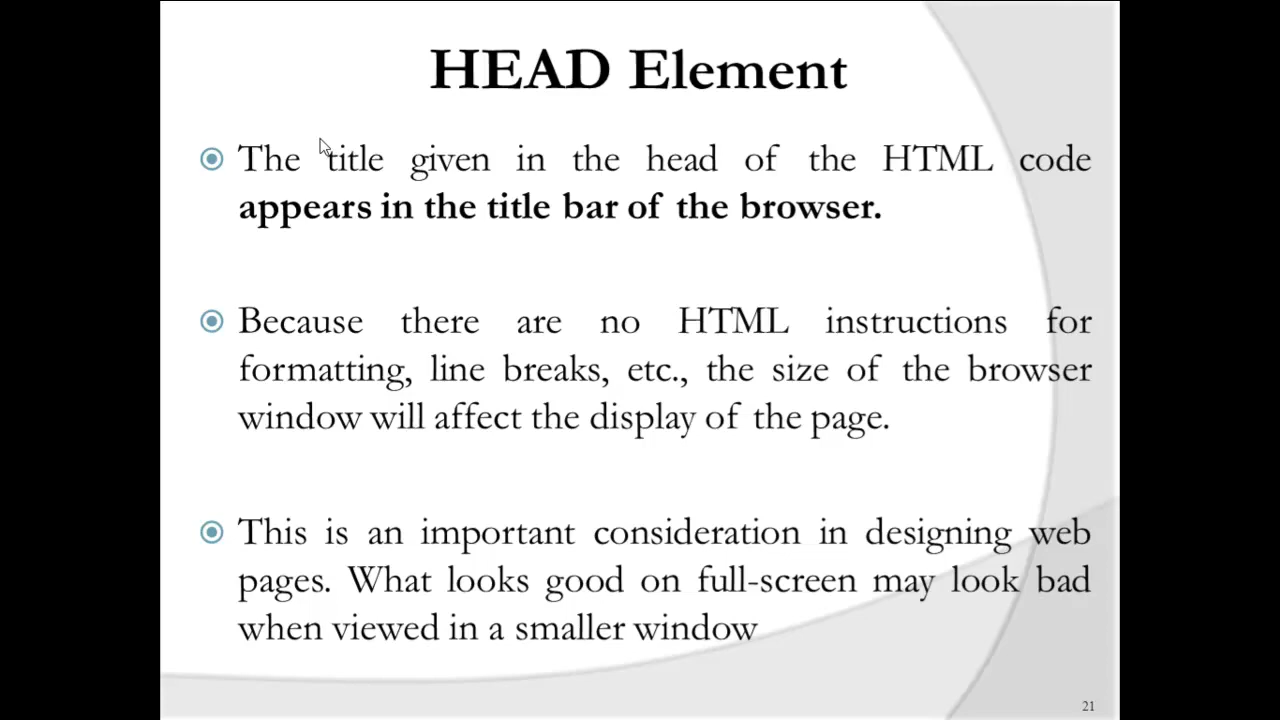 HEAD Element
The title given in the head of the HTML code
appears in the title bar of the browser.
Because there are no HTML instructions for
formatting, line breaks, etc., the size of the browser
window will affect the display of the page.
This is an important consideration in designing web
pages. What looks good on full-screen may look bad
when viewed in a smaller window
21